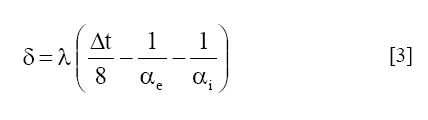 δ = λ ( Δt/8 − 1/αₑ − 1/αᵢ ) [3]